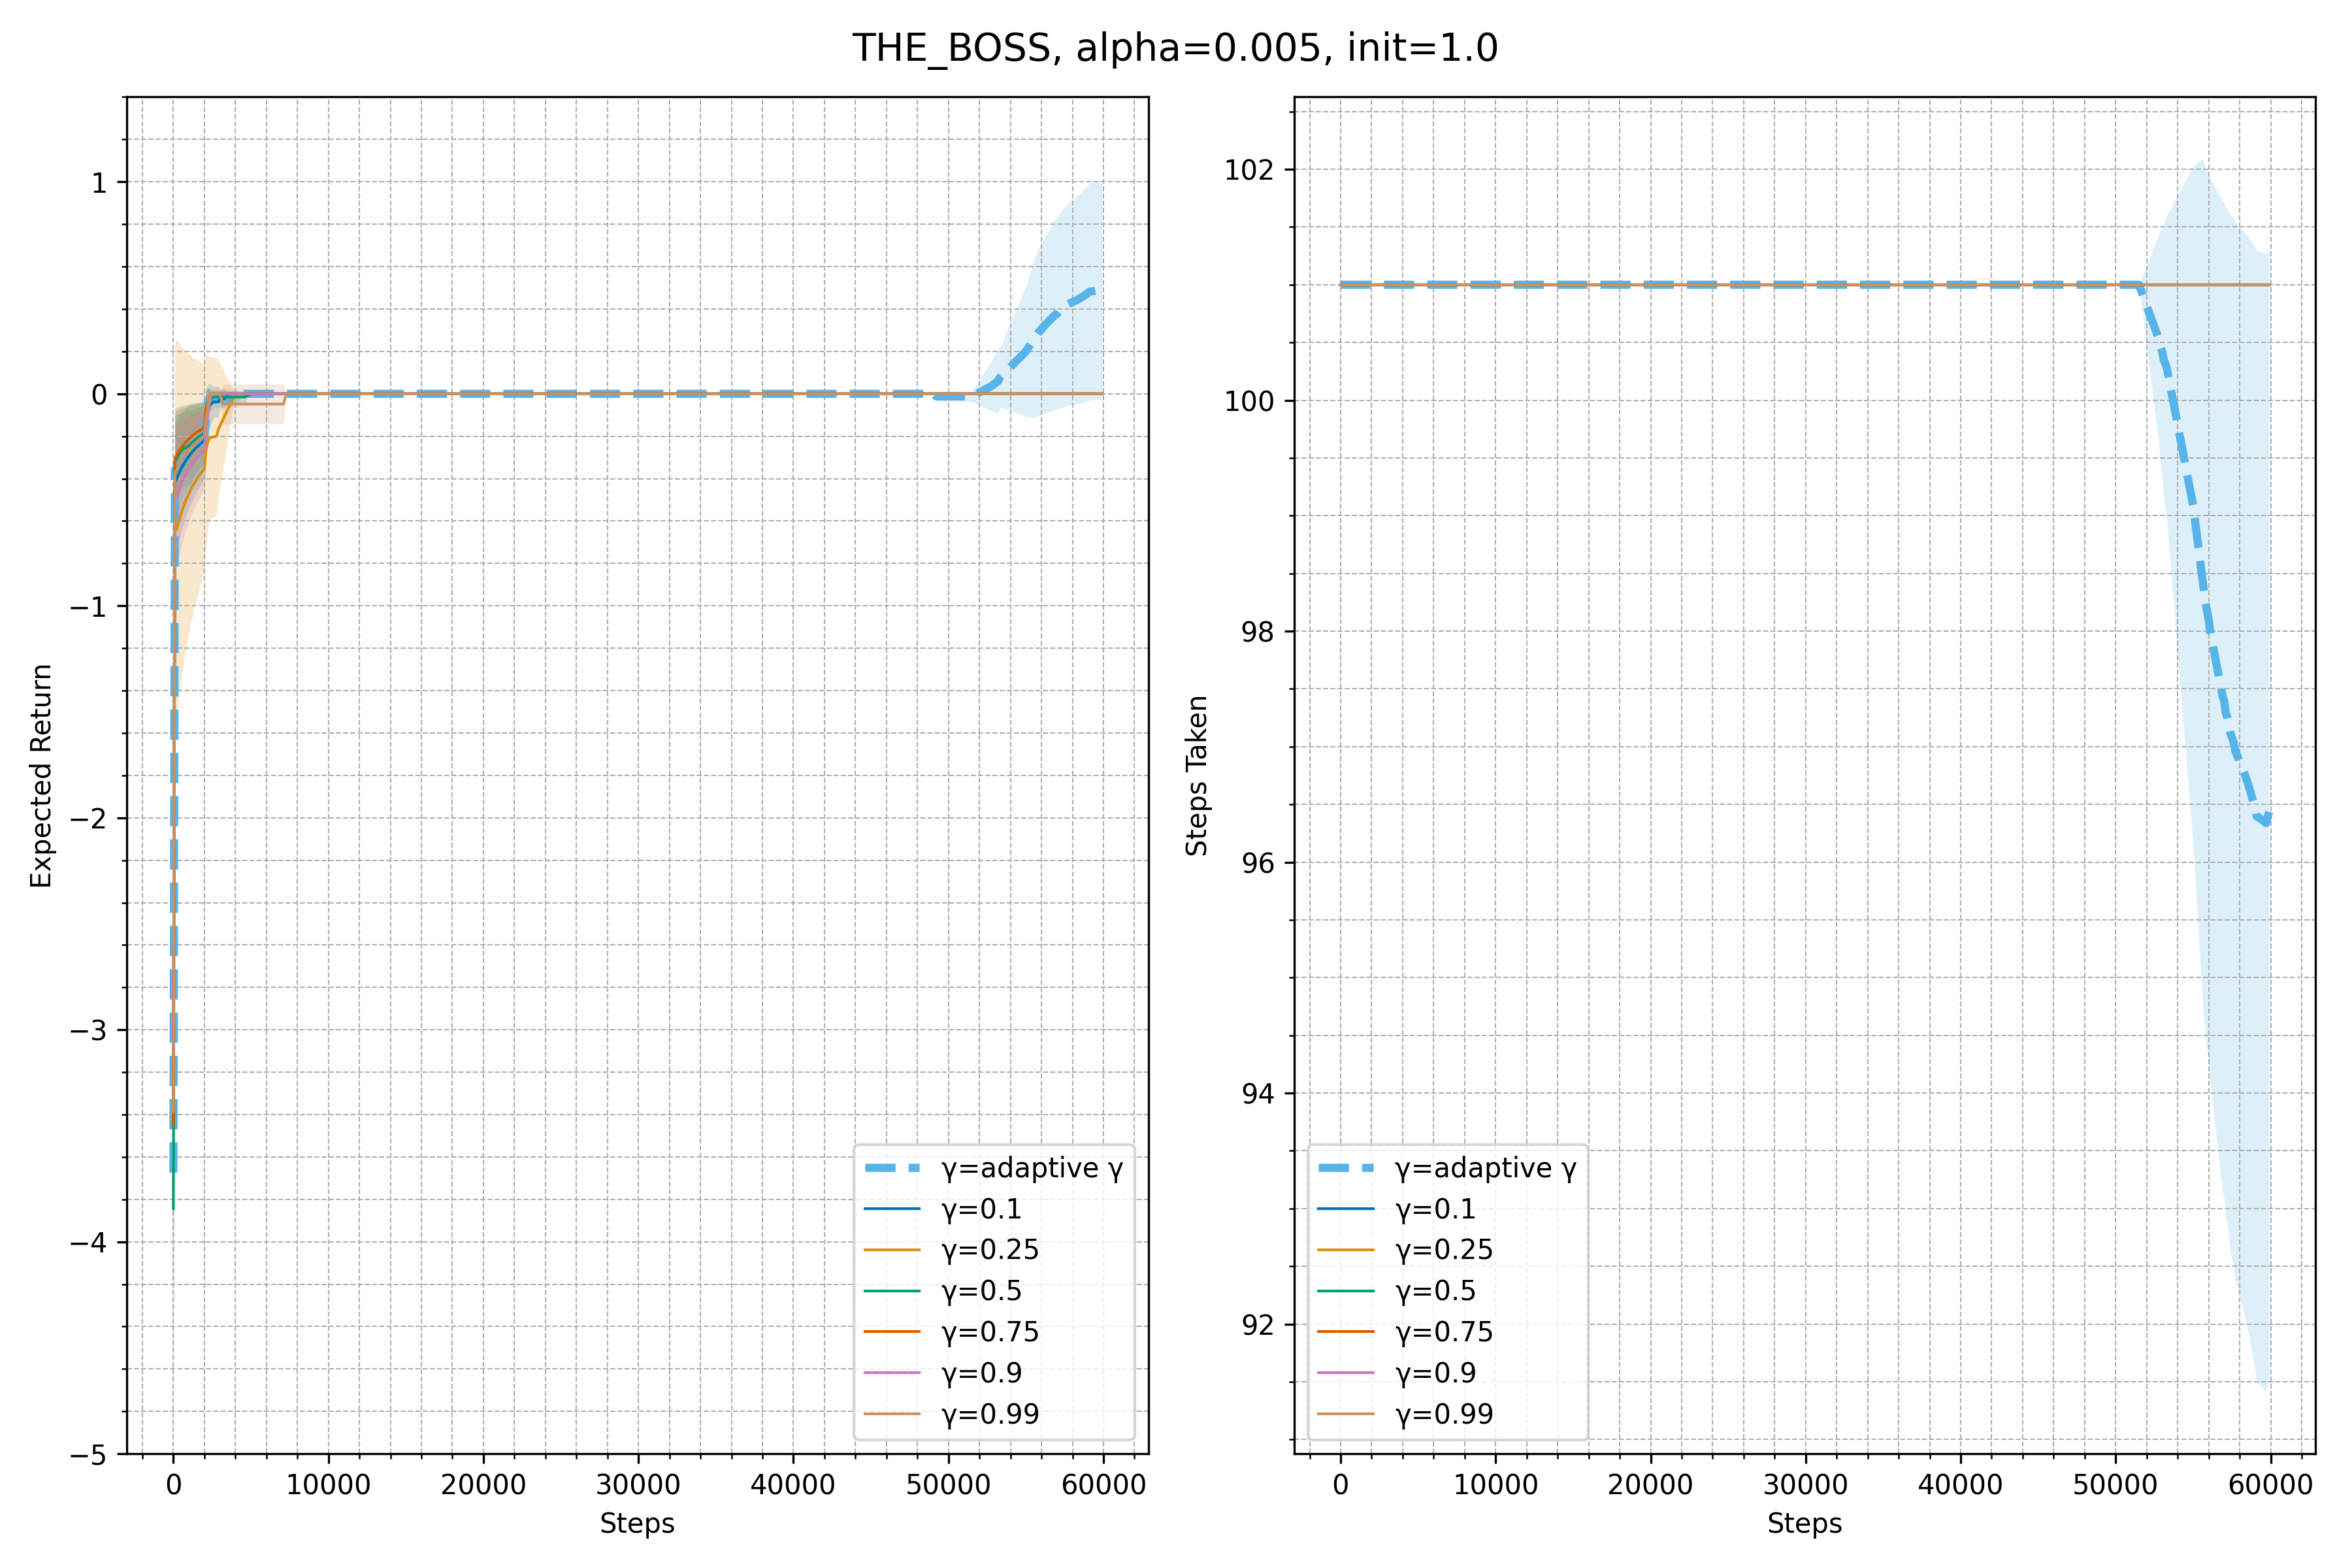 THE_BOSS, alpha=0.005, init=1.0
Expected Return
1
0
−1
−2
−3
−4
−5
0 10000 20000 30000 40000 50000 60000
Steps
γ=adaptive γ
γ=0.1
γ=0.25
γ=0.5
γ=0.75
γ=0.9
γ=0.99
Steps Taken
102
100
98
96
94
92
0 10000 20000 30000 40000 50000 60000
Steps
γ=adaptive γ
γ=0.1
γ=0.25
γ=0.5
γ=0.75
γ=0.9
γ=0.99